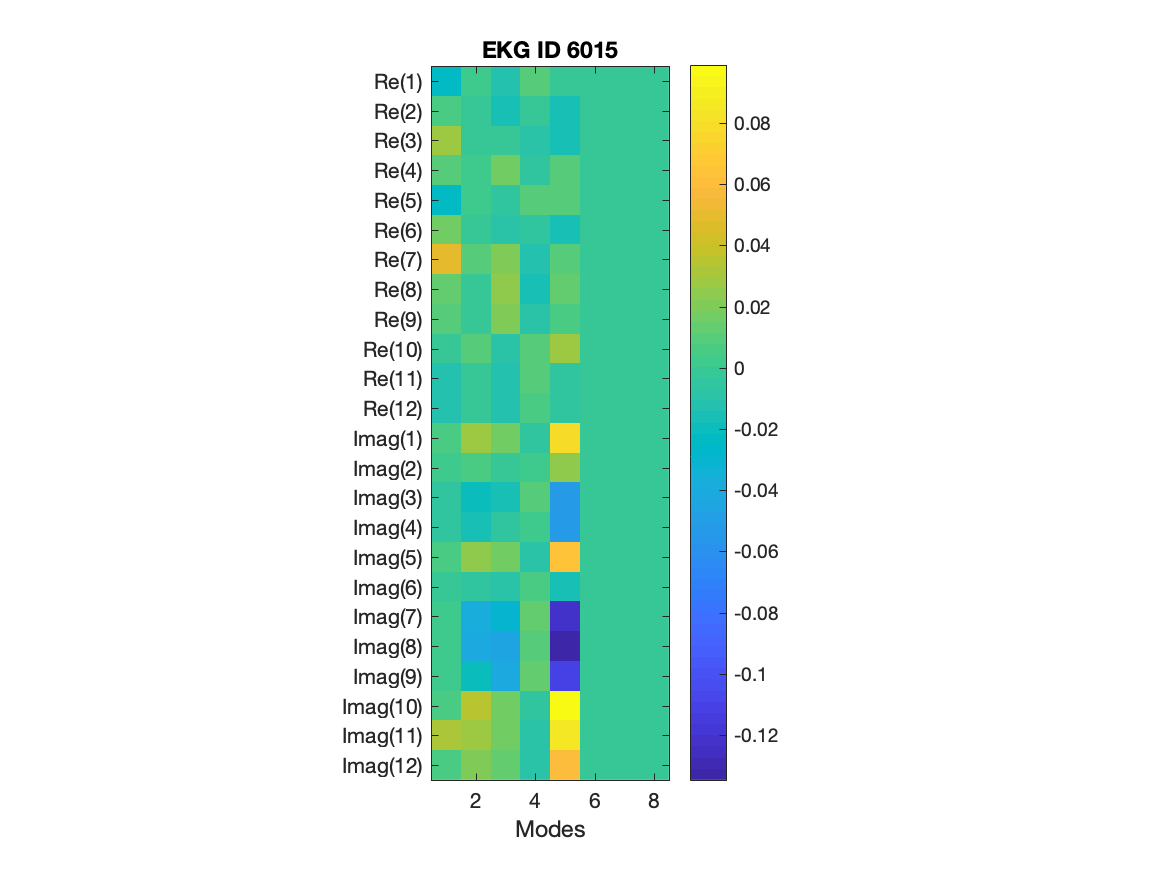 EKG ID 6015
Re(1)
Re(2)
Re(3)
Re(4)
Re(5)
Re(6)
Re(7)
Re(8)
Re(9)
Re(10)
Re(11)
Re(12)
Imag(1)
Imag(2)
Imag(3)
Imag(4)
Imag(5)
Imag(6)
Imag(7)
Imag(8)
Imag(9)
Imag(10)
Imag(11)
Imag(12)
2 4 6 8
Modes
0.08
0.06
0.04
0.02
0
-0.02
-0.04
-0.06
-0.08
-0.1
-0.12